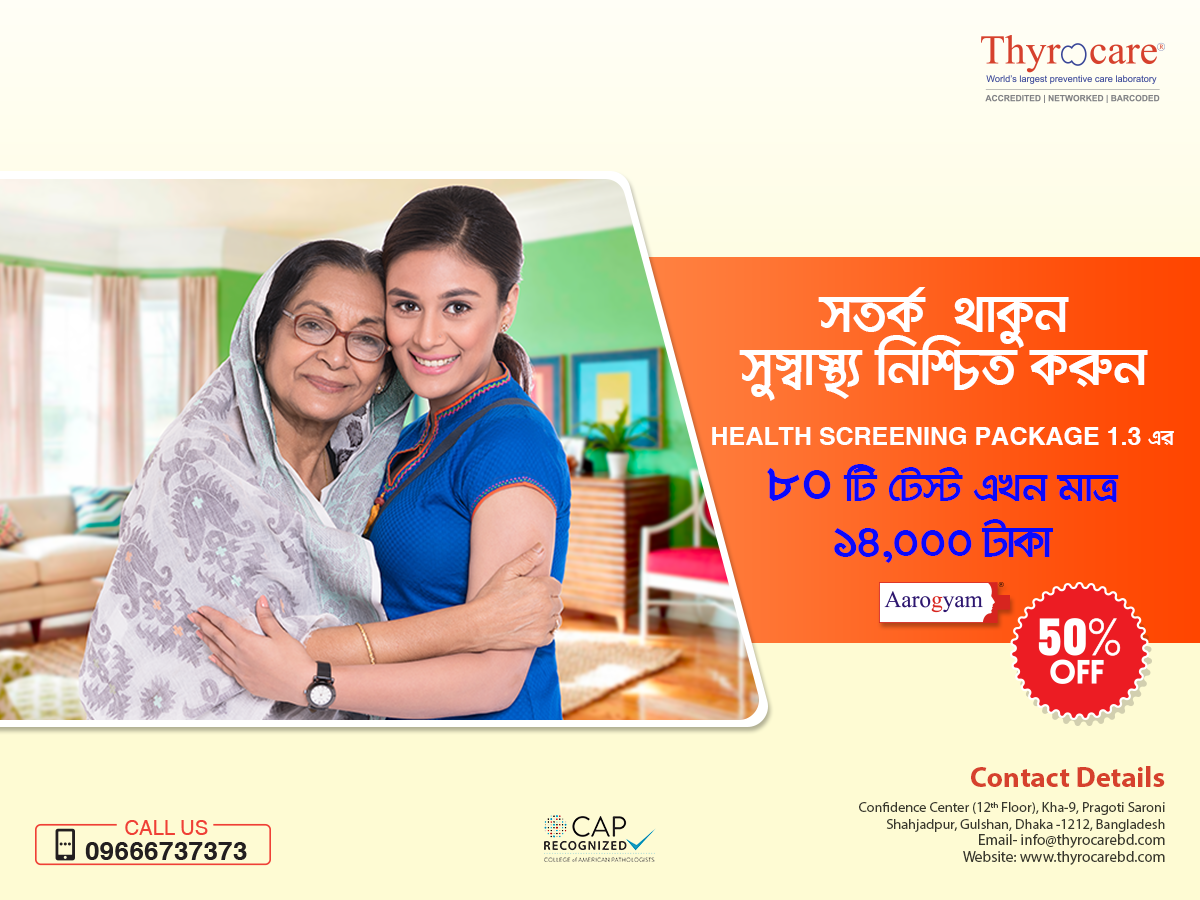 Thyrocare®
World's largest preventive care laboratory
ACCREDITED | NETWORKED | BARCODED
সতর্ক থাকুন
সুস্বাস্থ্য নিশ্চিত করুন
HEALTH SCREENING PACKAGE 1.3 এর
৮০ টি টেস্ট এখন মাত্র
১৪,০০০ টাকা
Aarogyam®
50%
OFF
Contact Details
Confidence Center (12th Floor), Kha-9, Pragoti Saroni
Shahjadpur, Gulshan, Dhaka -1212, Bangladesh
Email- info@thyrocarebd.com
Website: www.thyrocarebd.com
CALL US
09666737373
CAP
RECOGNIZED
COLLEGE of AMERICAN PATHOLOGISTS